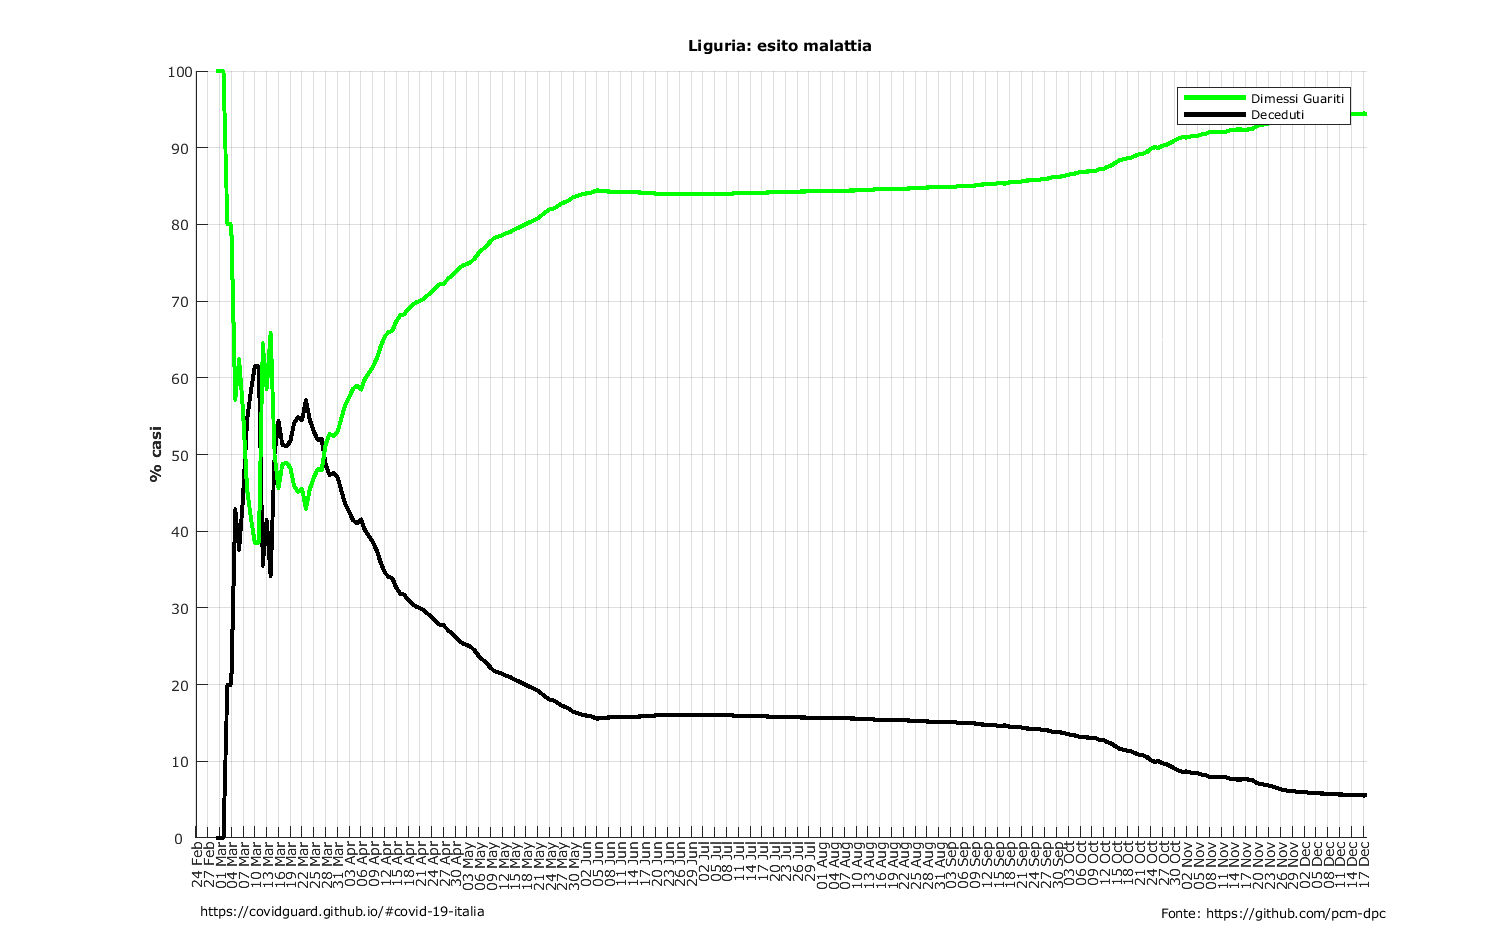 Liguria: esito malattia
100
90
80
70
60
50
40
30
20
10
0
% casi
Dimessi Guariti
Deceduti
24 Feb
27 Feb
01 Mar
04 Mar
07 Mar
10 Mar
13 Mar
16 Mar
19 Mar
22 Mar
25 Mar
28 Mar
31 Mar
03 Apr
06 Apr
09 Apr
12 Apr
15 Apr
18 Apr
21 Apr
24 Apr
27 Apr
30 Apr
03 May
06 May
09 May
12 May
15 May
18 May
21 May
24 May
27 May
30 May
02 Jun
05 Jun
08 Jun
11 Jun
14 Jun
17 Jun
20 Jun
23 Jun
26 Jun
29 Jun
02 Jul
05 Jul
08 Jul
11 Jul
14 Jul
17 Jul
20 Jul
23 Jul
26 Jul
29 Jul
01 Aug
04 Aug
07 Aug
10 Aug
13 Aug
16 Aug
19 Aug
22 Aug
25 Aug
28 Aug
31 Aug
03 Sep
06 Sep
09 Sep
12 Sep
15 Sep
18 Sep
21 Sep
24 Sep
27 Sep
30 Sep
03 Oct
06 Oct
09 Oct
12 Oct
15 Oct
18 Oct
21 Oct
24 Oct
27 Oct
30 Oct
02 Nov
05 Nov
08 Nov
11 Nov
14 Nov
17 Nov
20 Nov
23 Nov
26 Nov
29 Nov
02 Dec
05 Dec
08 Dec
11 Dec
14 Dec
17 Dec
https://covidguard.github.io/#covid-19-italia
Fonte: https://github.com/pcm-dpc